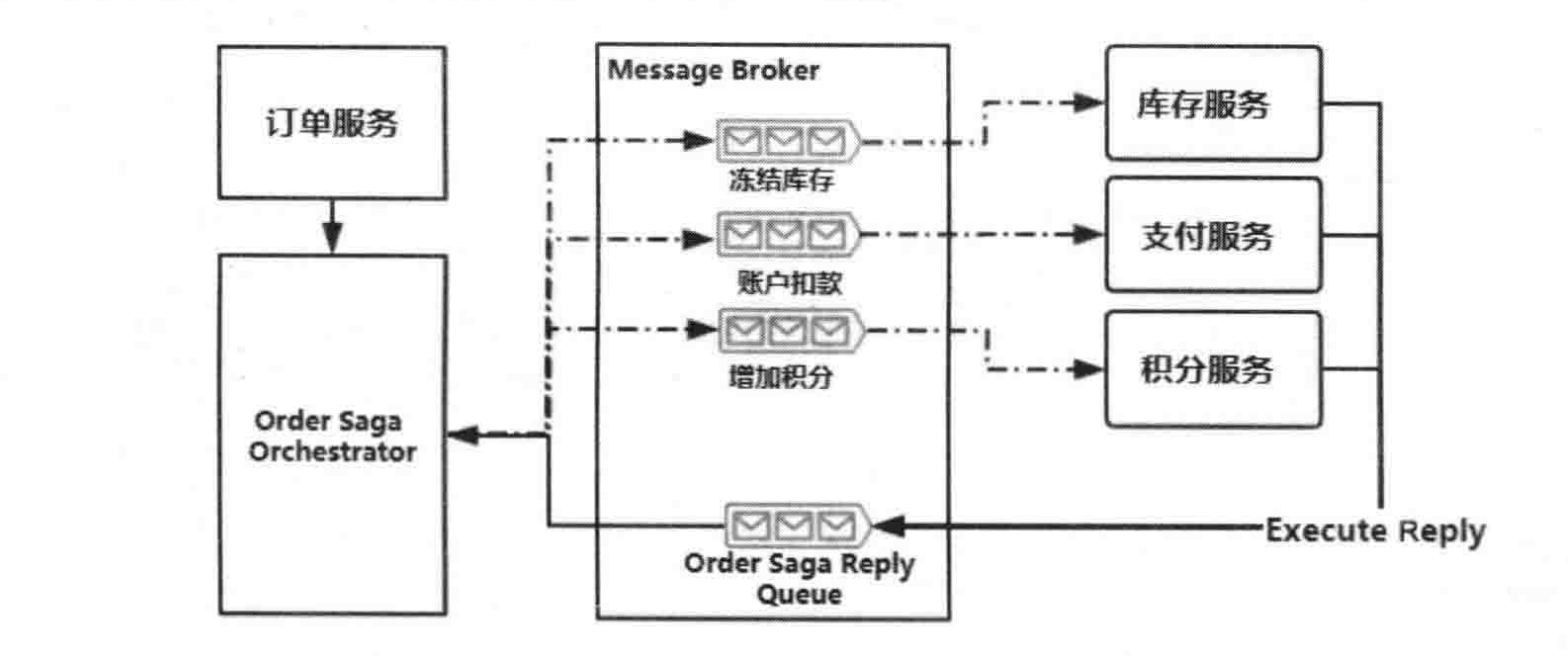 订单服务
Order Saga
Orchestrator
Message Broker
冻结库存
账户扣款
增加积分
Order Saga Reply
Queue
库存服务
支付服务
积分服务
Execute Reply